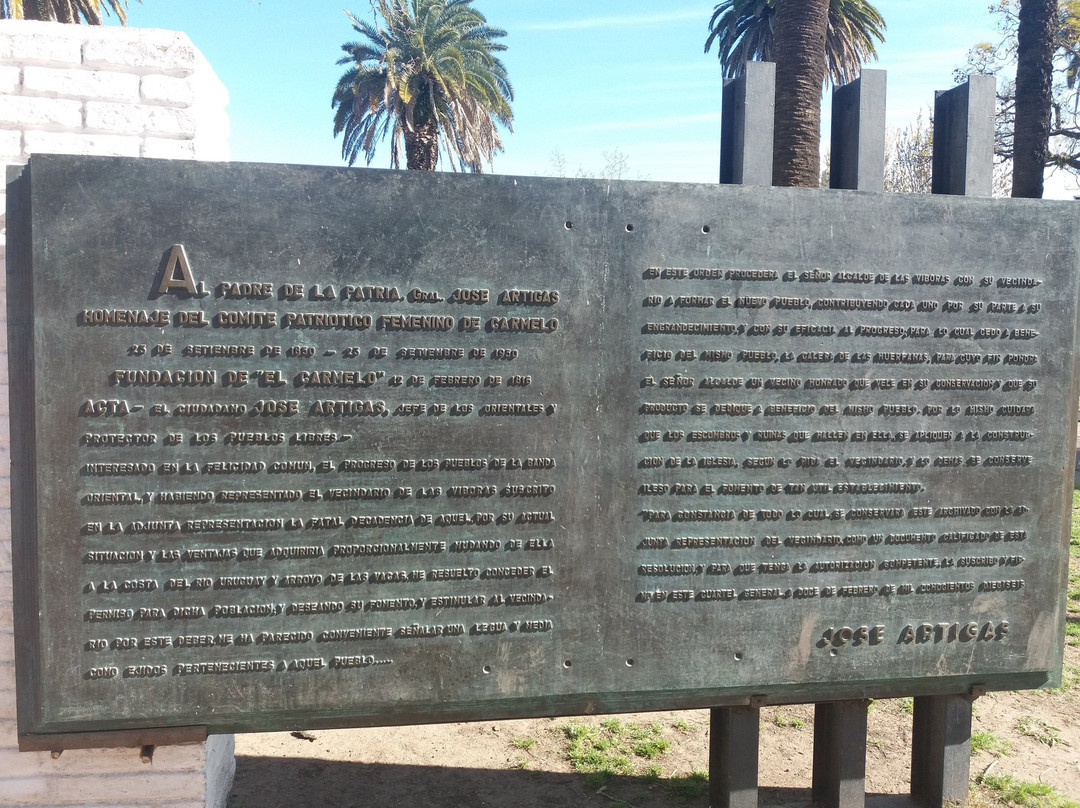 AL PADRE DE LA PATRIA, GRAL. JOSE ARTIGAS
HOMENAJE DEL COMITE PATRIOTICO FEMENINO DE CARMELO
23 DE SETIEMBRE DE 1850 - 23 DE SETIEMBRE DE 1950
FUNDACION DE "EL CARMELO" 12 DE FEBRERO DE 1816
ACTA- EL CIUDADANO JOSE ARTIGAS, JEFE DE LOS ORIENTALES Y
PROTECTOR DE LOS PUEBLOS LIBRES.-
INTERESADO EN LA FELICIDAD COMUN, EL PROGRESO DE LOS PUEBLOS DE LA BANDA
ORIENTAL, Y HABIENDO REPRESENTADO EL VECINDARIO DE LAS VIBORAS SUSCRITO
EN LA ADJUNTA REPRESENTACION LA FATAL DECADENCIA DE AQUEL, POR SU ACTUAL
SITUACION Y LAS VENTAJAS QUE ADQUIRIRIA PROPORCIONALMENTE MUDANDO DE ELLA
A LA COSTA DEL RIO URUGUAY Y ARROYO DE LAS VACAS, HE RESUELTO CONCEDER EL
PERMISO PARA DICHA POBLACION, Y DESEANDO SU FOMENTO, Y ESTIMULAR AL VECINDA-
RIO POR ESTE DEBER, ME HA PARECIDO CONVENIENTE SEÑALAR UNA LEGUA Y MEDIA
COMO EJIDOS PERTENECIENTES A AQUEL PUEBLO.....
EN ESTE ORDEN PROCEDERA EL SEÑOR ALCALDE DE LAS VIBORAS CON SU VECINDA-
RIO A FORMAR EL NUEVO PUEBLO, CONTRIBUYENDO CADA UNO POR SU PARTE A SU
ENGRANDECIMIENTO, Y CON SU EFICACIA AL PROGRESO, PARA LO CUAL CEDO A BENE-
FICIO DEL MISMO PUEBLO, LA CALERA DE LAS HUERFANAS, PARA CUYO FIN PONDRA
EL SEÑOR ALCALDE UN VECINO HONRADO QUE VELE EN SU CONSERVACION Y QUE SU
PRODUCTO SE DEDIQUE A BENEFICIO DEL MISMO PUEBLO. POR LO MISMO CUIDARA
QUE LOS ESCOMBROS Y RUINAS QUE HALLEN EN ELLA, SE APLIQUEN A LA CONSTRUC-
CION DE LA IGLESIA, SEGUN LO PIDE EL VECINDARIO, Y LO DEMAS SE CONSERVE
ILESO PARA EL FOMENTO DE TAN UTIL ESTABLECIMIENTO.
"PARA CONSTANCIA DE TODO LO CUAL, SE CONSERVARA ESTE ARCHIVADO CON LA AD-
JUNTA REPRESENTACION DEL VECINDARIO, COMO UN DOCUMENTO CALIFICADO DE ESTA
RESOLUCION, Y PARA QUE TENGA LA AUTORIZACION COMPETENTE, LA SUSCRIBO Y FIR-
MO EN ESTE CUARTEL GENERAL A DOCE DE FEBRERO DE MIL OCHOCIENTOS DIECISEIS
JOSE ARTIGAS